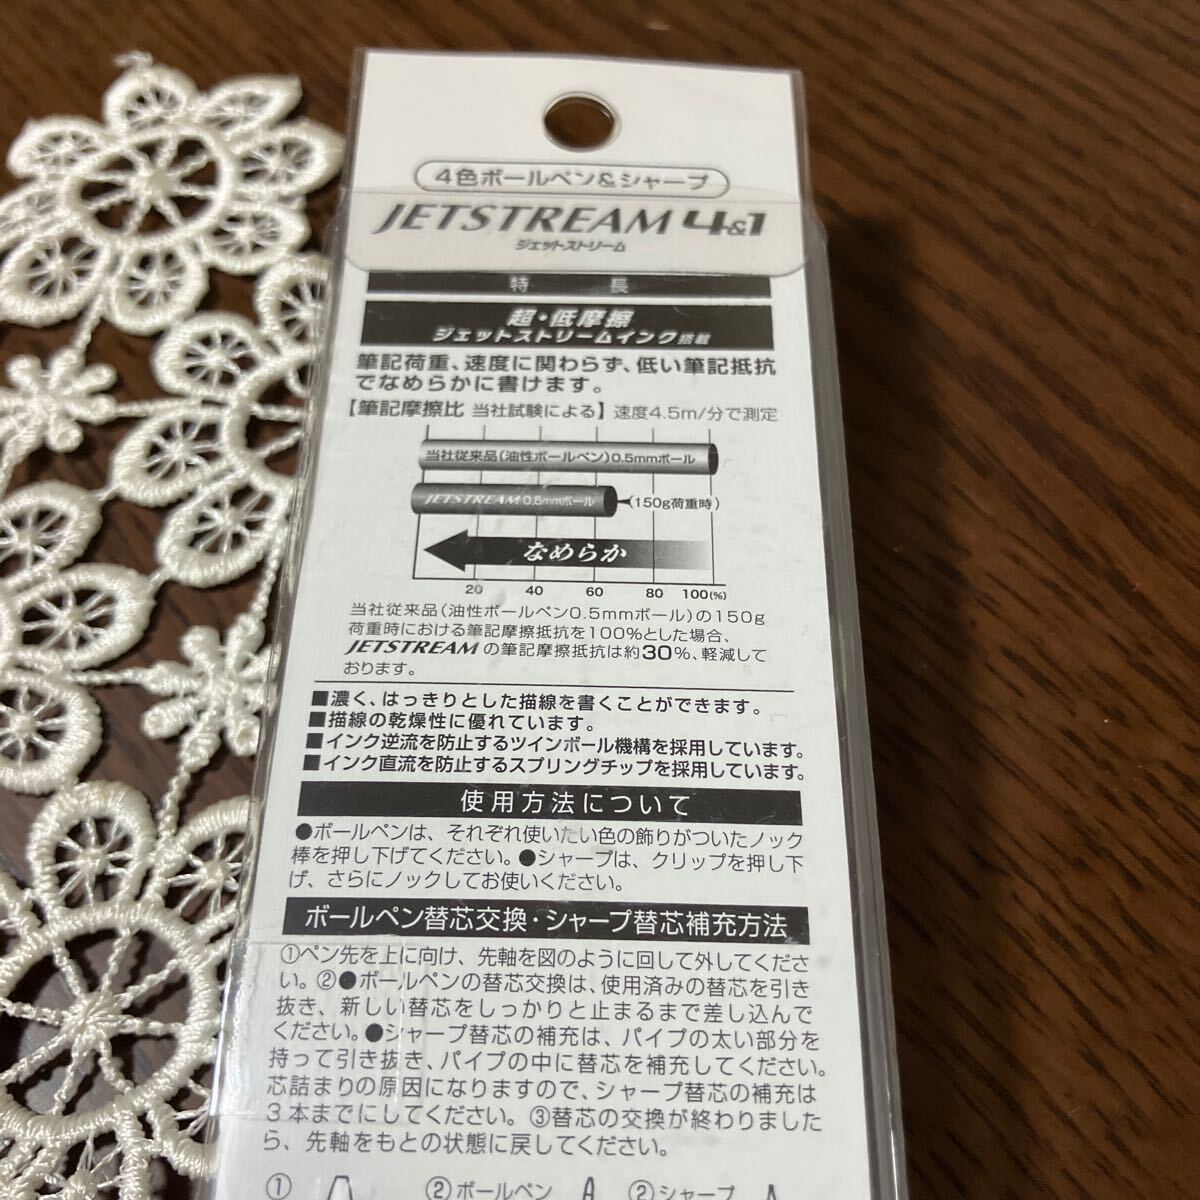 4色ボールペン&シャープ
JETSTREAM 4&1
ジェットストリーム
特 長
超・低摩擦
ジェットストリームインク搭載
筆記荷重、速度に関わらず、低い筆記抵抗
でなめらかに書けます。
【筆記摩擦比 当社試験による】速度4.5m/分で測定
当社従来品(油性ボールペン)0.5mmボール
JETSTREAM 0.5mmボール (150g荷重時)
なめらか
20 40 60 80 100(%)
当社従来品(油性ボールペン0.5mmボール)の150g
荷重時における筆記摩擦抵抗を100%とした場合、
JETSTREAMの筆記摩擦抵抗は約30%、軽減して
おります。
■濃く、はっきりとした描線を書くことができます。
■描線の乾燥性に優れています。
■インク逆流を防止するツインボール機構を採用しています。
■インク直流を防止するスプリングチップを採用しています。
使用方法について
●ボールペンは、それぞれ使いたい色の飾りがついたノック
棒を押し下げてください。●シャープは、クリップを押し下
げ、さらにノックしてお使いください。
ボールペン替芯交換・シャープ替芯補充方法
①ペン先を上に向け、先軸を図のように回して外してくださ
い。②●ボールペンの替芯交換は、使用済みの替芯を引き
抜き、新しい替芯をしっかりと止まるまで差し込んで
ください。●シャープ替芯の補充は、パイプの太い部分を
持って引き抜き、パイプの中に替芯を補充してください。
芯詰まりの原因になりますので、シャープ替芯の補充は
3本までにしてください。③替芯の交換が終わりました
ら、先軸をもとの状態に戻してください。
① ②ボールペン ②シャープ